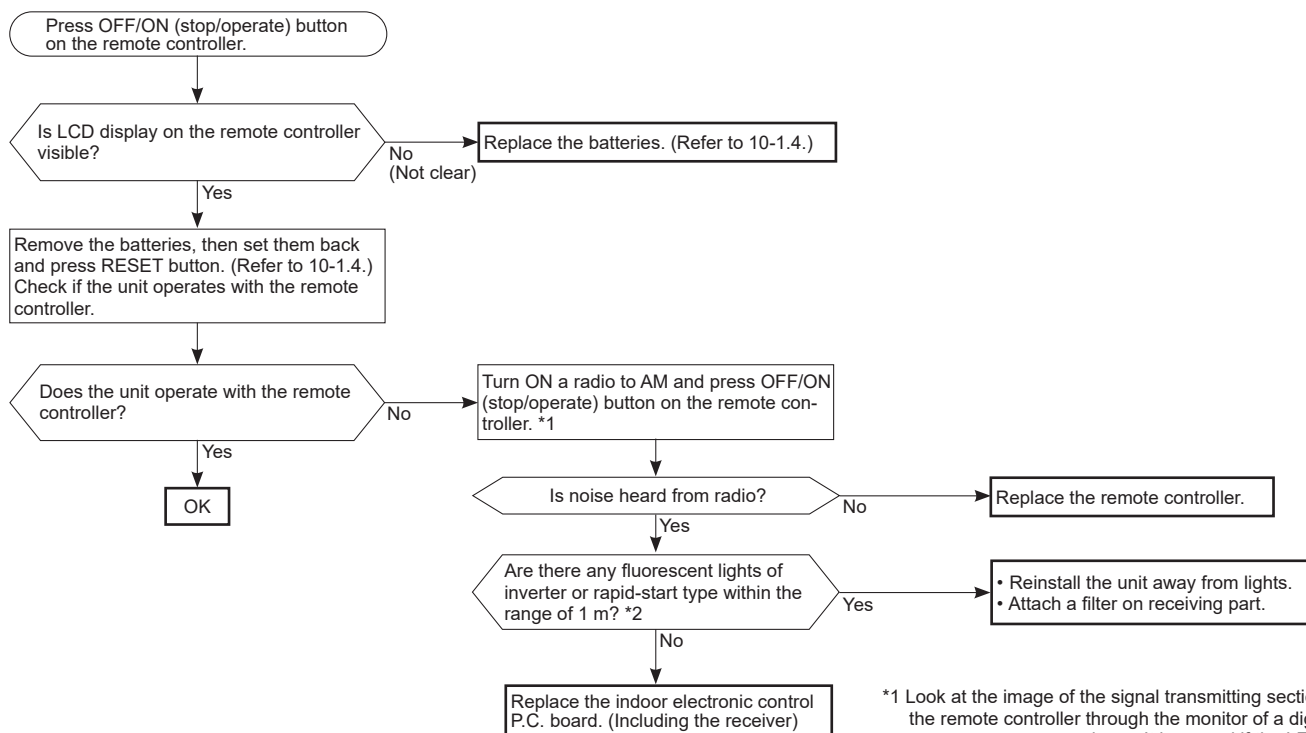 Press OFF/ON (stop/operate) button
on the remote controller.
Is LCD display on the remote controller
visible?
No
(Not clear)
Replace the batteries. (Refer to 10-1.4.)
Yes
Remove the batteries, then set them back
and press RESET button. (Refer to 10-1.4.)
Check if the unit operates with the remote
controller.
Does the unit operate with the remote
controller?
No
Yes
OK
Turn ON a radio to AM and press OFF/ON
(stop/operate) button on the remote con-
troller. *1
Is noise heard from radio?
No
Replace the remote controller.
Yes
Are there any fluorescent lights of
inverter or rapid-start type within the
range of 1 m? *2
Yes
• Reinstall the unit away from lights.
• Attach a filter on receiving part.
No
Replace the indoor electronic control
P.C. board. (Including the receiver)
*1 Look at the image of the signal transmitting
the remote controller through the monitor of a